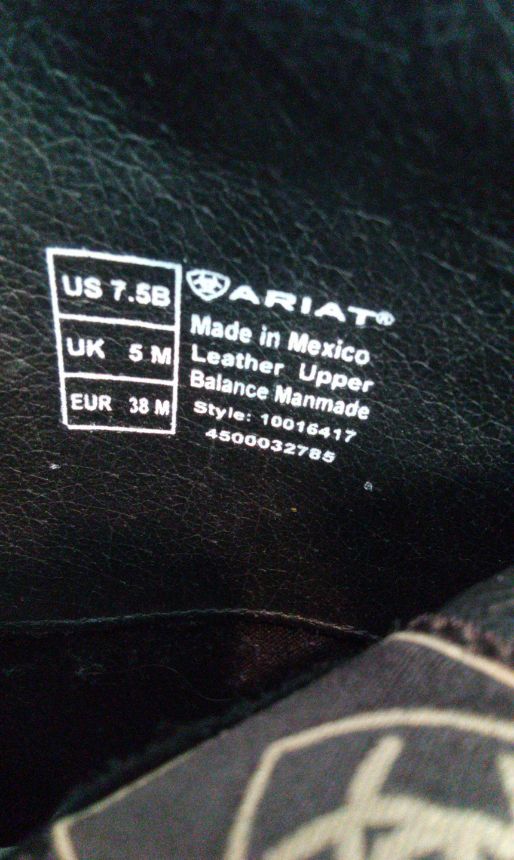 US 7.5B
UK 5 M
EUR 38 M
ARIAT®
Made in Mexico
Leather Upper
Balance Manmade
Style: 10016417
4500032785